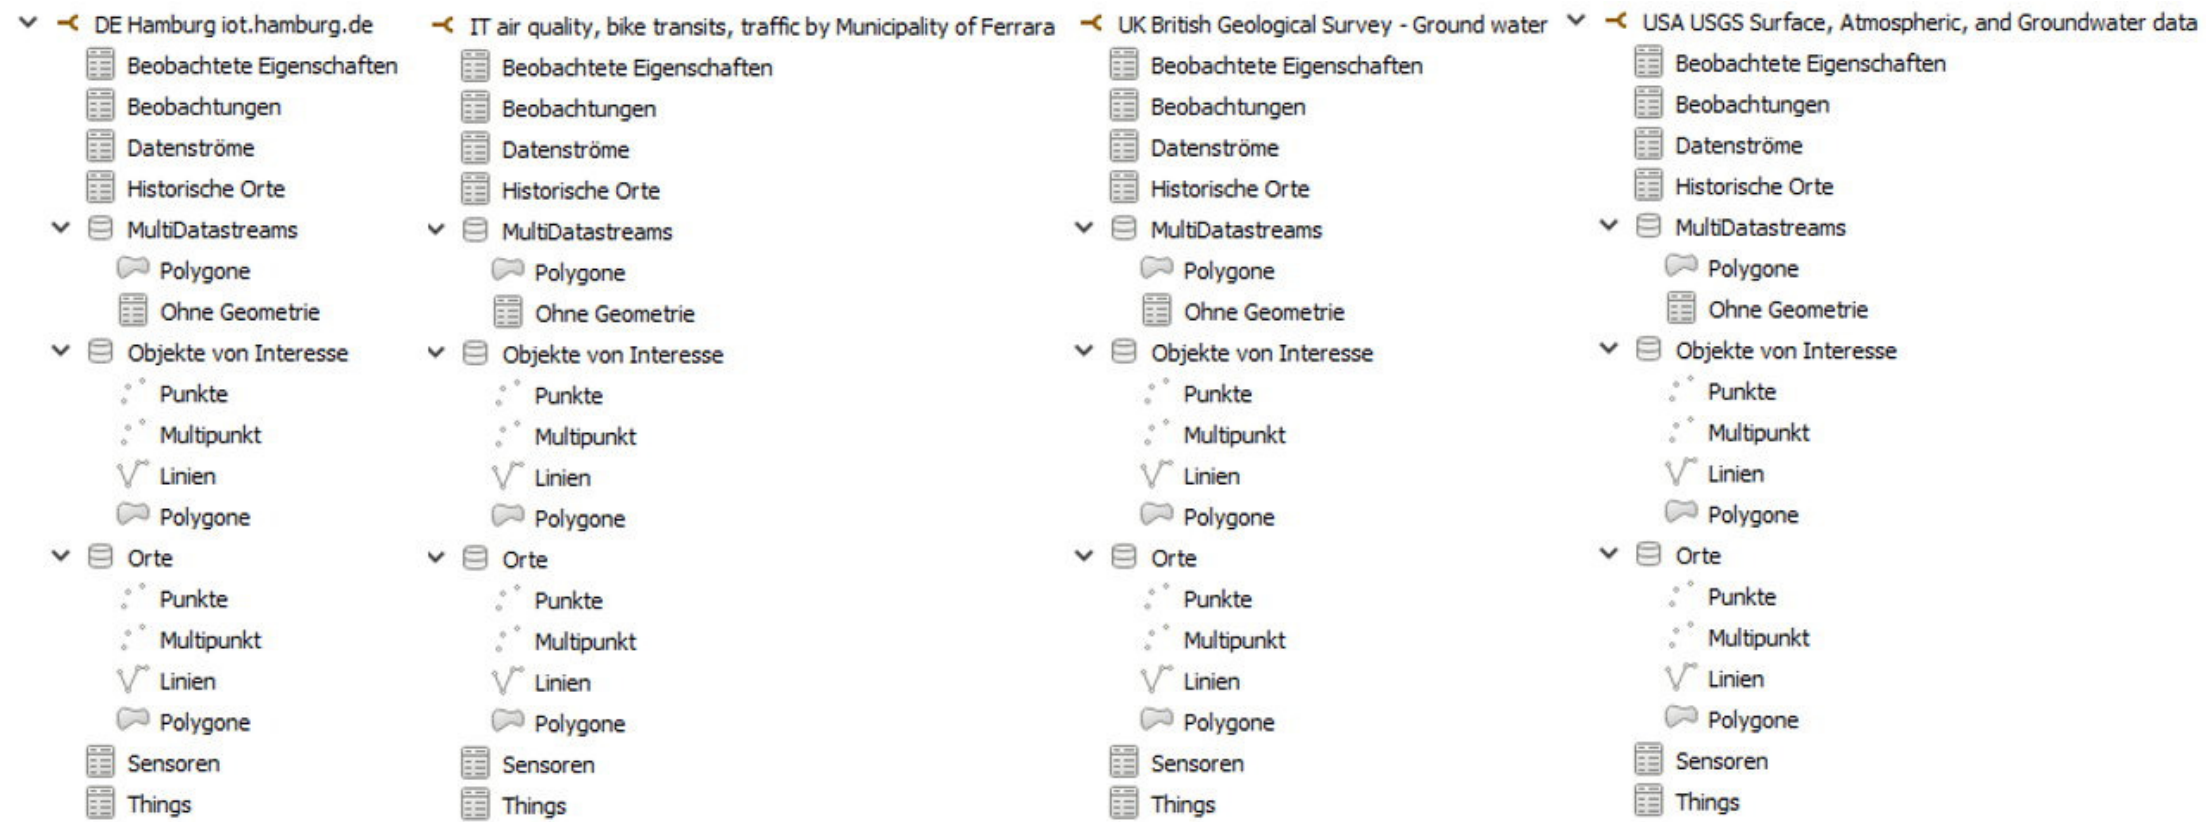 DE Hamburg iot.hamburg.de
Beobachtete Eigenschaften
Beobachtungen
Datenströme
Historische Orte
MultiDatastreams
Polygone
Ohne Geometrie
Objekte von Interesse
Punkte
Multipunkt
Linien
Polygone
Orte
Punkte
Multipunkt
Linien
Polygone
Sensoren
Things
IT air quality, bike transits, traffic by Municipality of Ferrara
Beobachtete Eigenschaften
Beobachtungen
Datenströme
Historische Orte
MultiDatastreams
Polygone
Ohne Geometrie
Objekte von Interesse
Punkte
Multipunkt
Linien
Polygone
Orte
Punkte
Multipunkt
Linien
Polygone
Sensoren
Things
UK British Geological Survey - Ground water
Beobachtete Eigenschaften
Beobachtungen
Datenströme
Historische Orte
MultiDatastreams
Polygone
Ohne Geometrie
Objekte von Interesse
Punkte
Multipunkt
Linien
Polygone
Orte
Punkte
Multipunkt
Linien
Polygone
Sensoren
Things
USA USGS Surface, Atmospheric, and Groundwater data
Beobachtete Eigenschaften
Beobachtungen
Datenströme
Historische Orte
MultiDatastreams
Polygone
Ohne Geometrie
Objekte von Interesse
Punkte
Multipunkt
Linien
Polygone
Orte
Punkte
Multipunkt
Linien
Polygone
Sensoren
Things